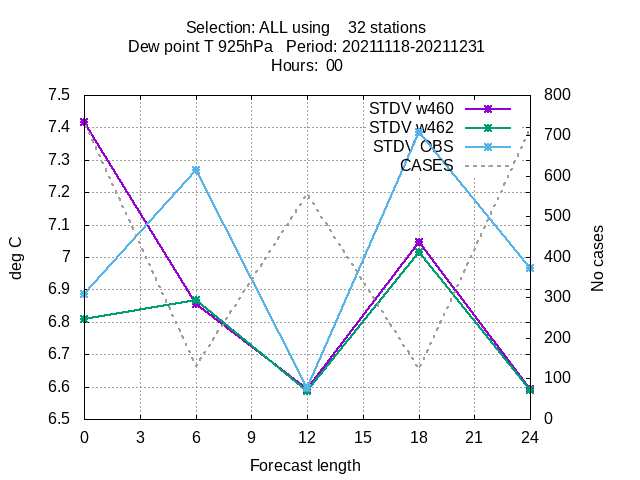 Selection: ALL using    32 stations
Dew point T 925hPa   Period: 20211118-20211231
Hours:  00
7.5
7.4
7.3
7.2
7.1
7
6.9
6.8
6.7
6.6
6.5
deg C
STDV w460
STDV w462
STDV OBS
CASES
800
700
600
500
400
300
200
100
0
No cases
0 3 6 9 12 15 18 21 24
Forecast length